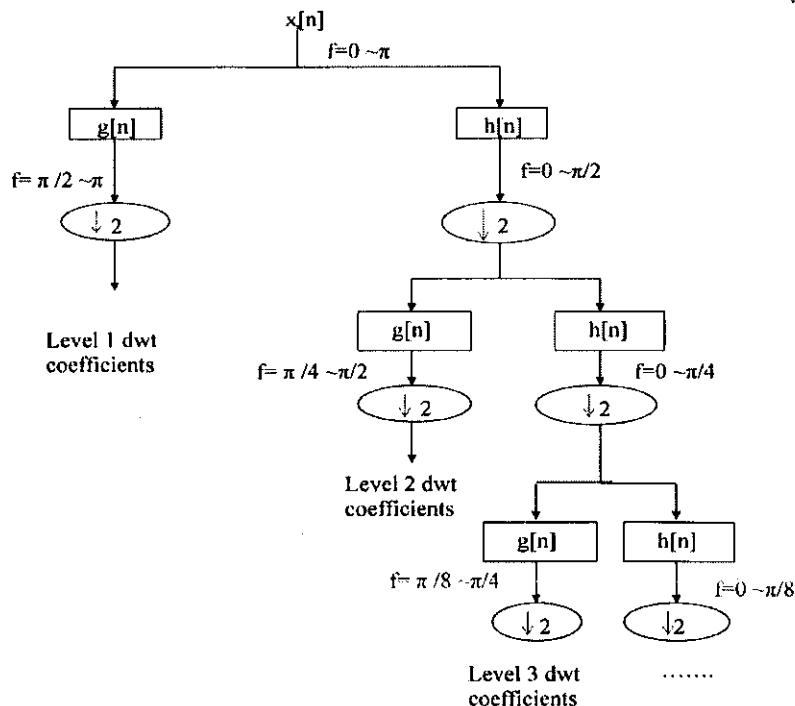 x[n]
f=0 ~π
g[n]
h[n]
f= π /2 ~π
f=0 ~π/2
↓ 2
↓ 2
g[n]
h[n]
Level 1 dwt
coefficients
f= π /4 ~π/2
f=0 ~π/4
↓ 2
↓ 2
Level 2 dwt
coefficients
g[n]
h[n]
f= π /8 ~π/4
f=0 ~π/8
↓ 2
↓ 2
Level 3 dwt
coefficients
.......